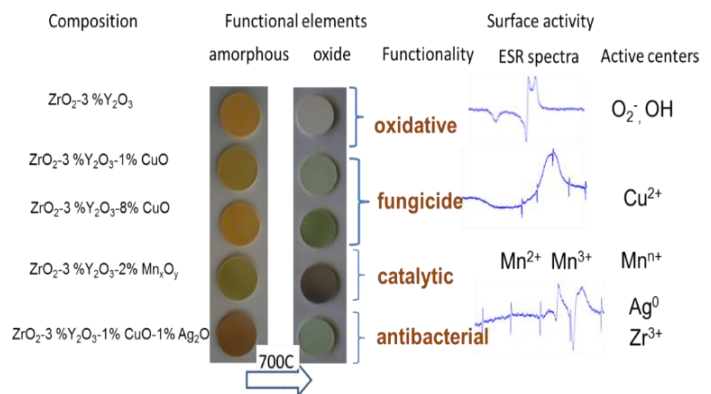 Composition
Functional elements
Surface activity
amorphous oxide Functionality ESR spectra Active centers
ZrO₂-3 %Y₂O₃
oxidative
O₂⁻, OH
ZrO₂-3 %Y₂O₃-1% CuO
ZrO₂-3 %Y₂O₃-8% CuO
fungicide
Cu²⁺
ZrO₂-3 %Y₂O₃-2% MnₓOᵧ
catalytic
Mn²⁺ Mn³⁺ Mnⁿ⁺
ZrO₂-3 %Y₂O₃-1% CuO-1% Ag₂O
antibacterial
Ag⁰
Zr³⁺
700C